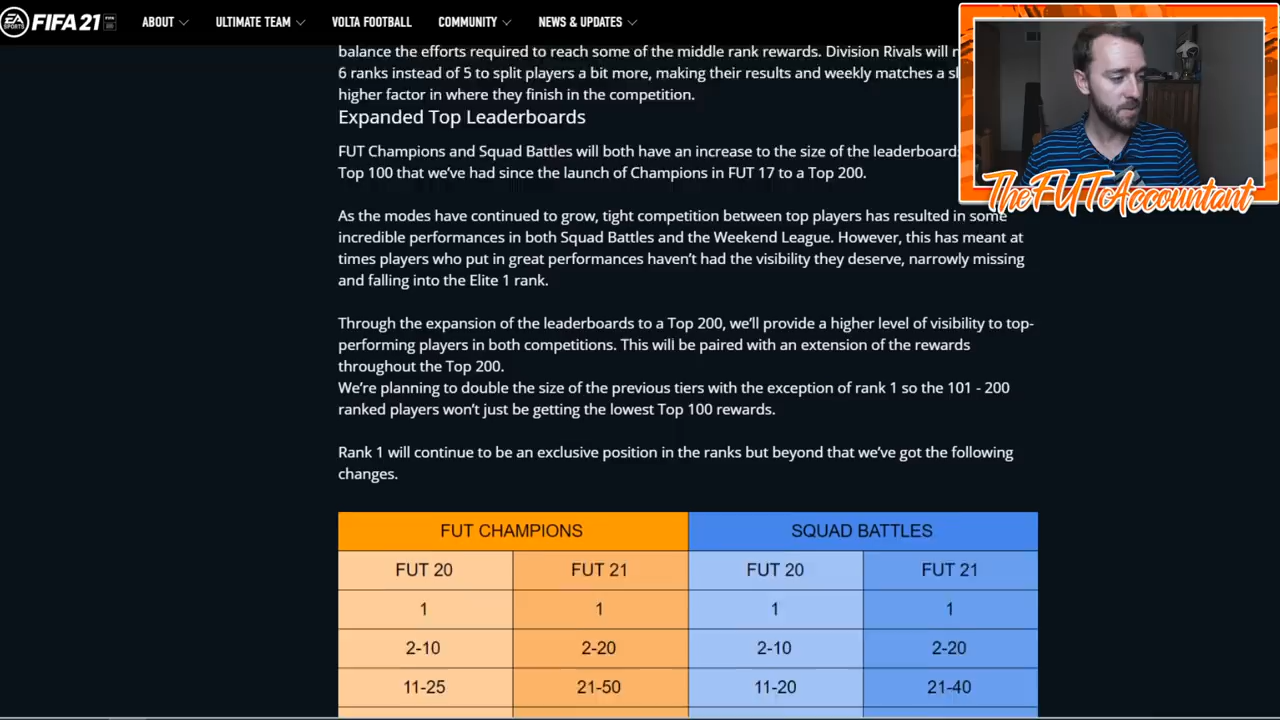 EA SPORTS FIFA 21 ABOUT ULTIMATE TEAM VOLTA FOOTBALL COMMUNITY NEWS & UPDATES
balance the efforts required to reach some of the middle rank rewards. Division Rivals will
6 ranks instead of 5 to split players a bit more, making their results and weekly matches a
higher factor in where they finish in the competition.
Expanded Top Leaderboards
FUT Champions and Squad Battles will both have an increase to the size of the leaderboards
Top 100 that we've had since the launch of Champions in FUT 17 to a Top 200.
TheFUTAccountant
As the modes have continued to grow, tight competition between top players has resulted in some
incredible performances in both Squad Battles and the Weekend League. However, this has meant at
times players who put in great performances haven't had the visibility they deserve, narrowly missing
and falling into the Elite 1 rank.
Through the expansion of the leaderboards to a Top 200, we'll provide a higher level of visibility to top-
performing players in both competitions. This will be paired with an extension of the rewards
throughout the Top 200.
We're planning to double the size of the previous tiers with the exception of rank 1 so the 101 - 200
ranked players won't just be getting the lowest Top 100 rewards.
Rank 1 will continue to be an exclusive position in the ranks but beyond that we've got the following
changes.
FUT CHAMPIONS SQUAD BATTLES
FUT 20 FUT 21 FUT 20 FUT 21
1 1 1 1
2-10 2-20 2-10 2-20
11-25 21-50 11-20 21-40